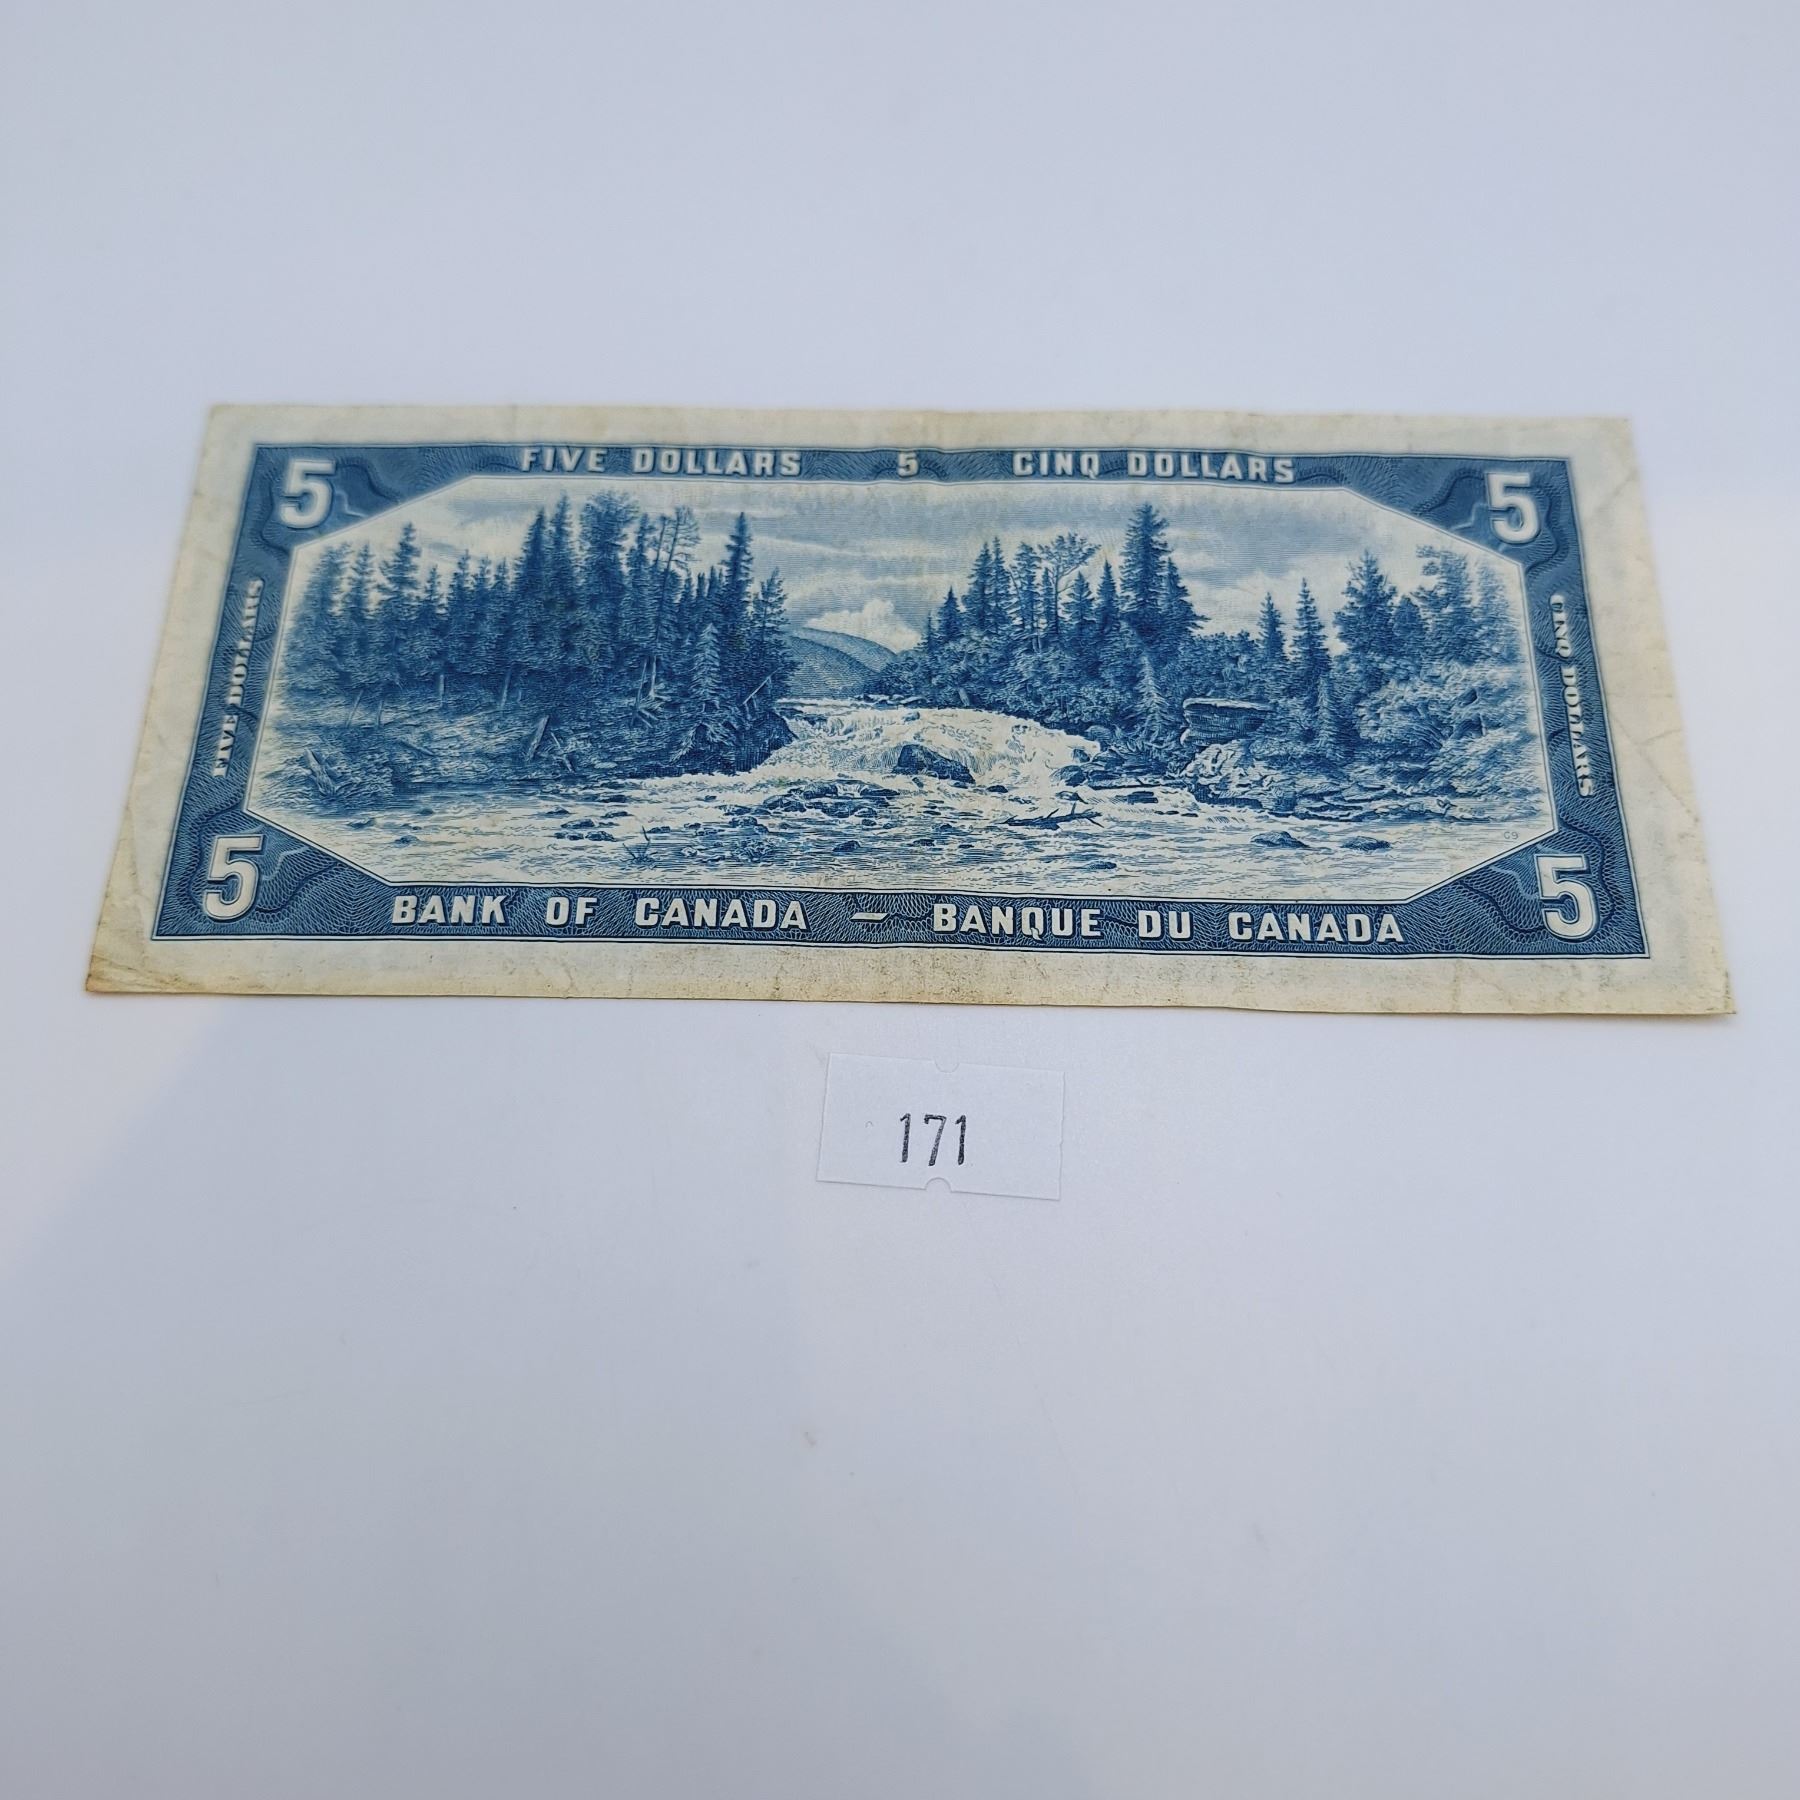 FIVE DOLLARS 5 CINQ DOLLARS
5 5
FIVE DOLLARS
CINQ DOLLARS
C9
5 5
BANK OF CANADA – BANQUE DU CANADA
171